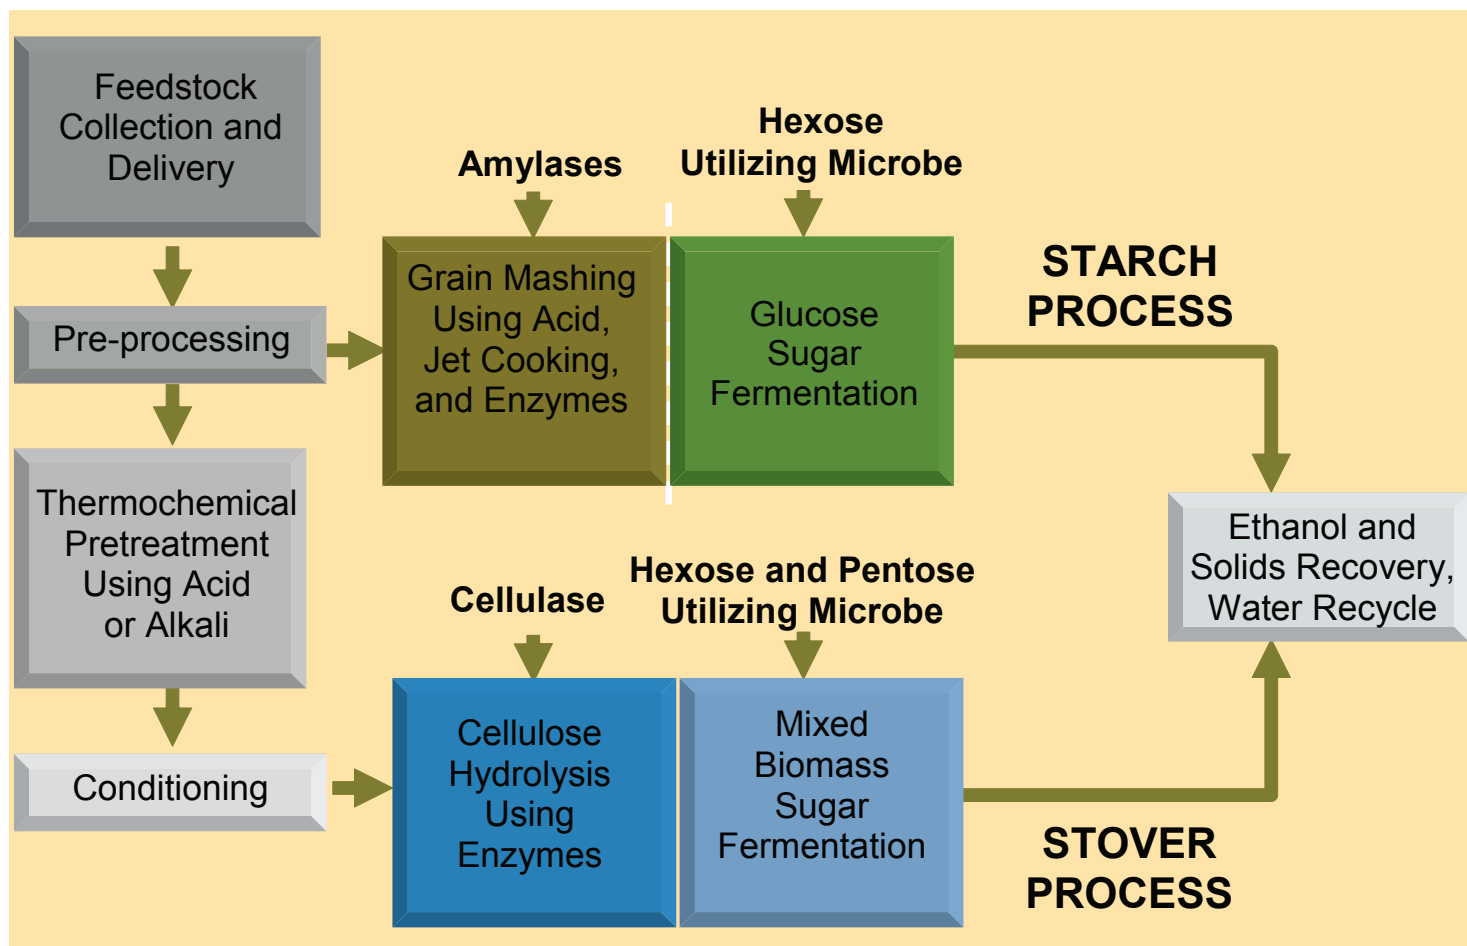 Feedstock
Collection and
Delivery
Pre-processing
Thermochemical
Pretreatment
Using Acid
or Alkali
Conditioning
Amylases
Hexose
Utilizing Microbe
Grain Mashing
Using Acid,
Jet Cooking,
and Enzymes
Glucose
Sugar
Fermentation
STARCH
PROCESS
Cellulase
Hexose and Pentose
Utilizing Microbe
Cellulose
Hydrolysis
Using
Enzymes
Mixed
Biomass
Sugar
Fermentation
STOVER
PROCESS
Ethanol and
Solids Recovery,
Water Recycle